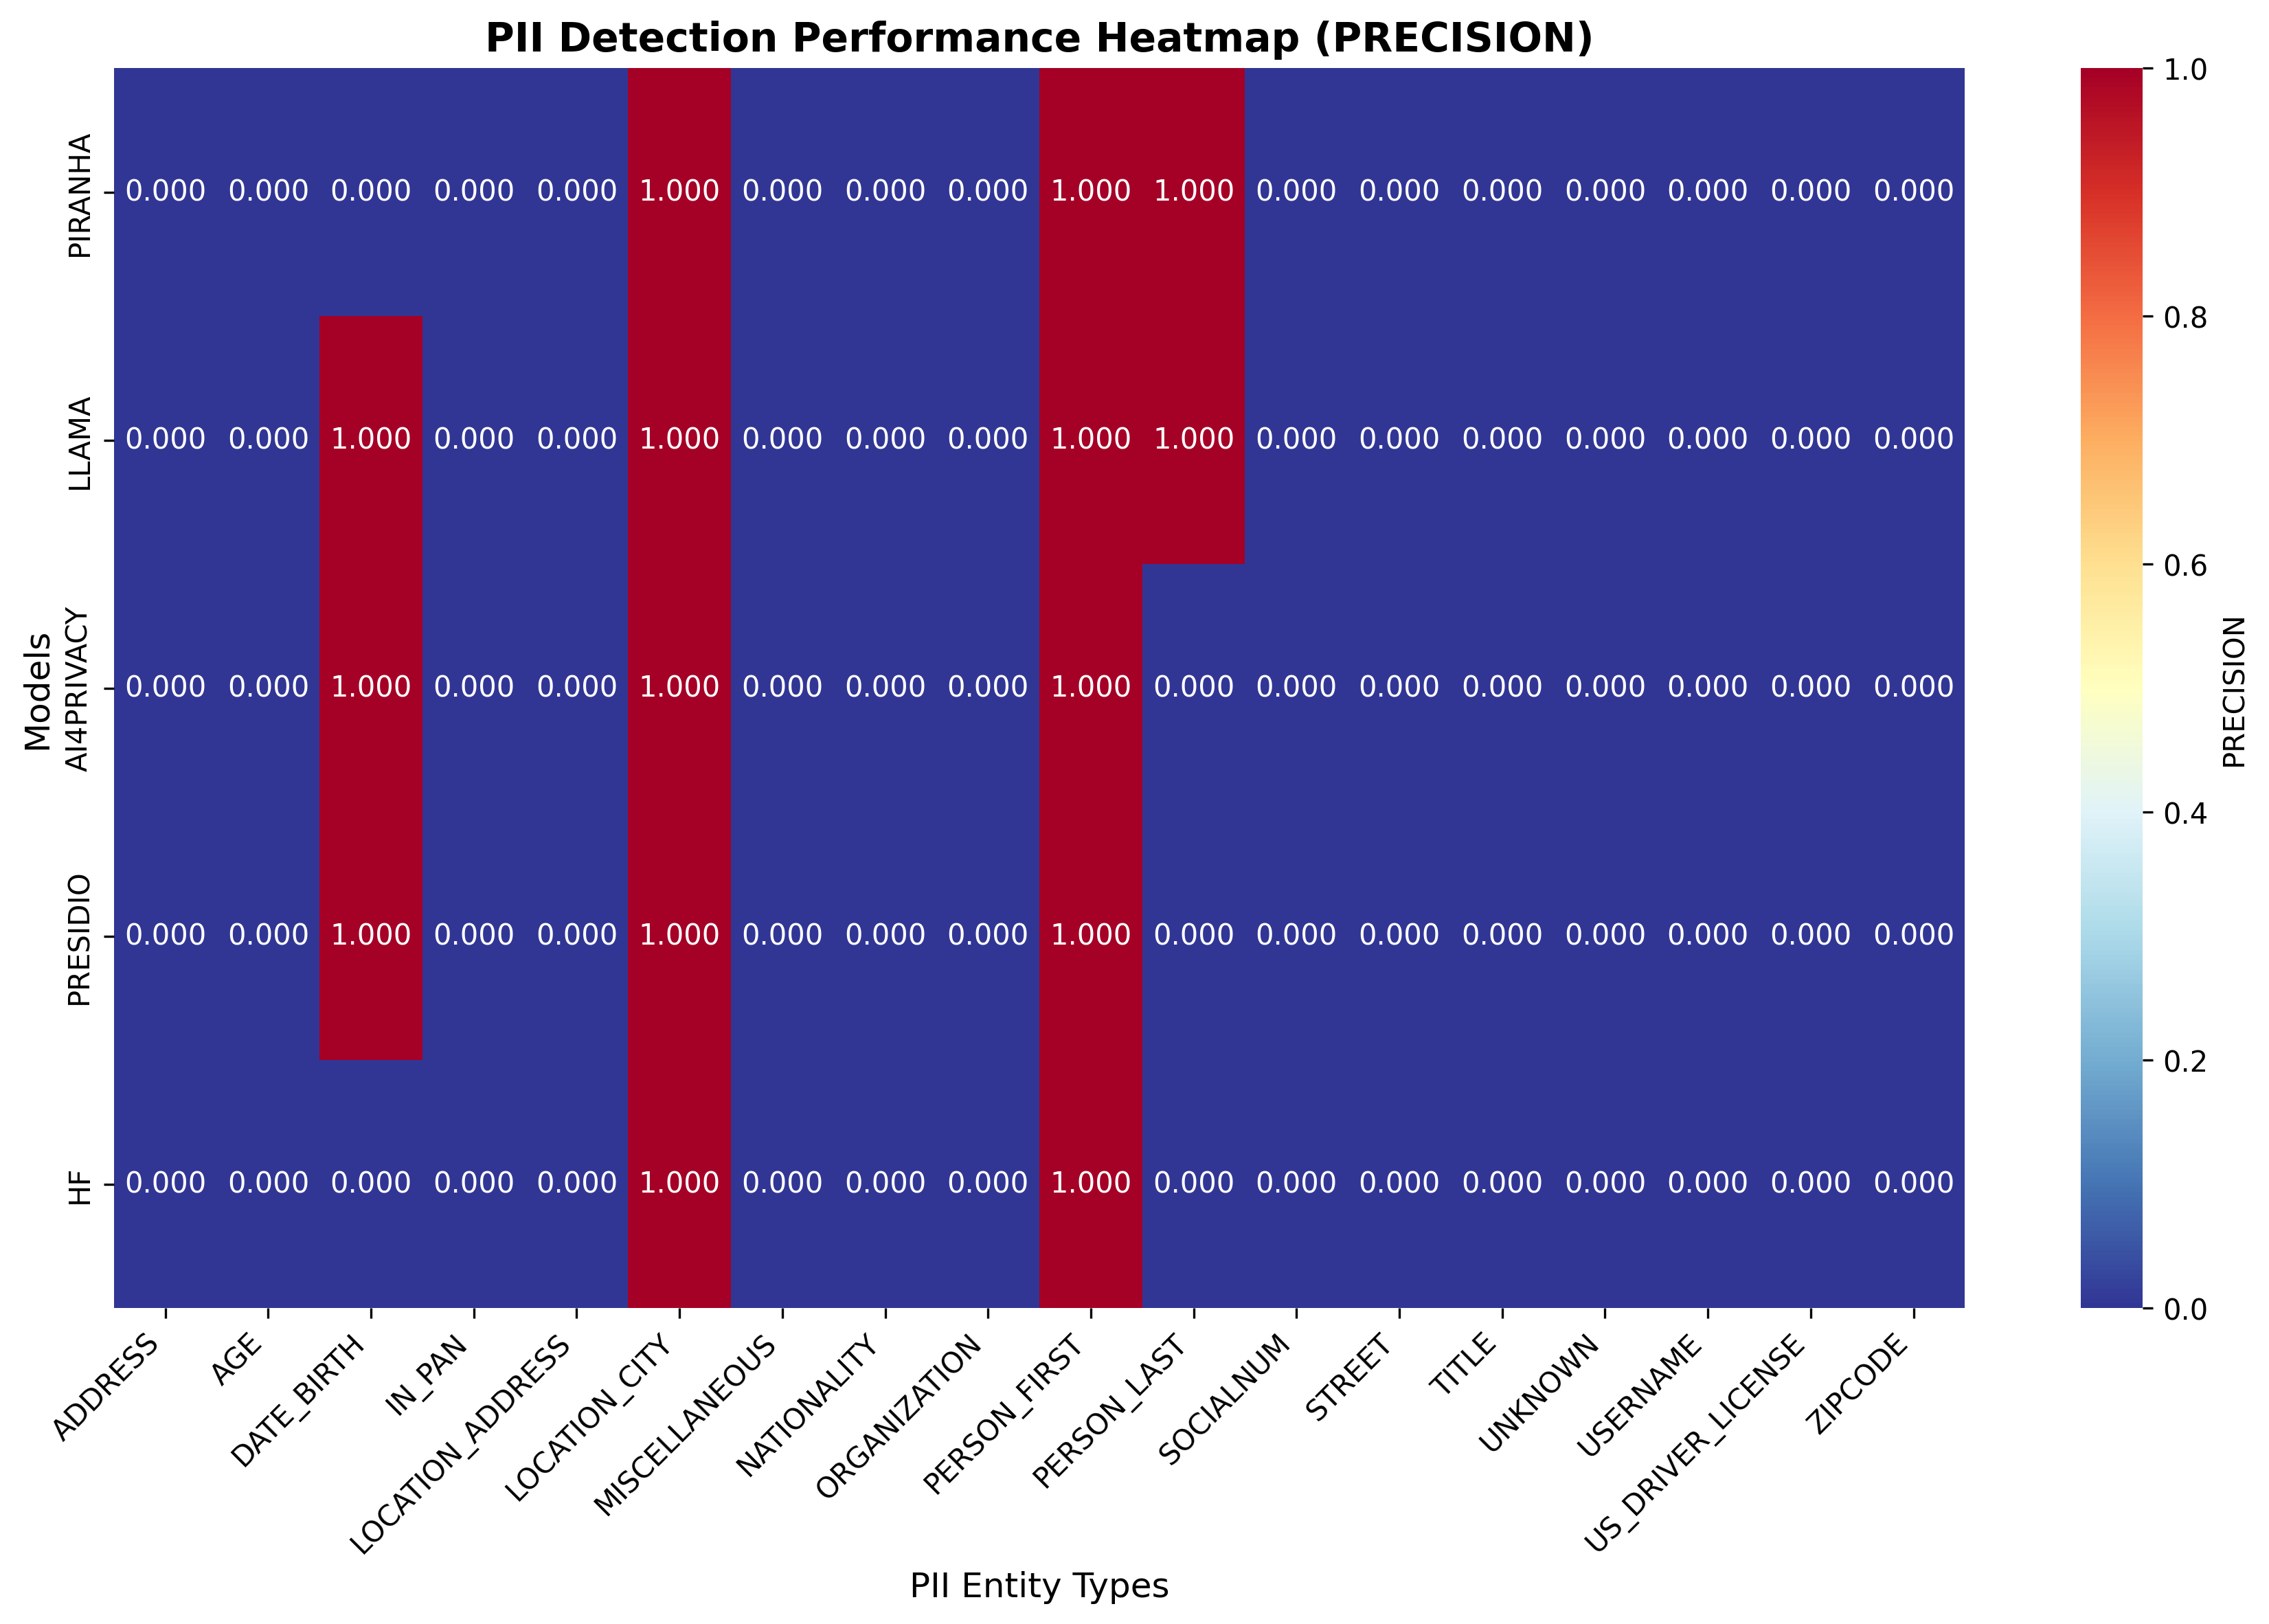 PII Detection Performance Heatmap (PRECISION)
Models
PIRANHA
0.000 0.000 0.000 0.000 0.000 1.000 0.000 0.000 0.000 1.000 1.000 0.000 0.000 0.000 0.000 0.000 0.000 0.000
LLAMA
0.000 0.000 1.000 0.000 0.000 1.000 0.000 0.000 0.000 1.000 1.000 0.000 0.000 0.000 0.000 0.000 0.000 0.000
AI4PRIVACY
0.000 0.000 1.000 0.000 0.000 1.000 0.000 0.000 0.000 1.000 0.000 0.000 0.000 0.000 0.000 0.000 0.000 0.000
PRESIDIO
0.000 0.000 1.000 0.000 0.000 1.000 0.000 0.000 0.000 1.000 0.000 0.000 0.000 0.000 0.000 0.000 0.000 0.000
HF
0.000 0.000 0.000 0.000 0.000 1.000 0.000 0.000 0.000 1.000 0.000 0.000 0.000 0.000 0.000 0.000 0.000 0.000
ADDRESS
AGE
DATE_BIRTH
IN_PAN
LOCATION_ADDRESS
LOCATION_CITY
MISCELLANEOUS
NATIONALITY
ORGANIZATION
PERSON_FIRST
PERSON_LAST
SOCIALNUM
STREET
TITLE
UNKNOWN
USERNAME
US_DRIVER_LICENSE
ZIPCODE
PII Entity Types
1.0
0.8
0.6
0.4
0.2
0.0
PRECISION